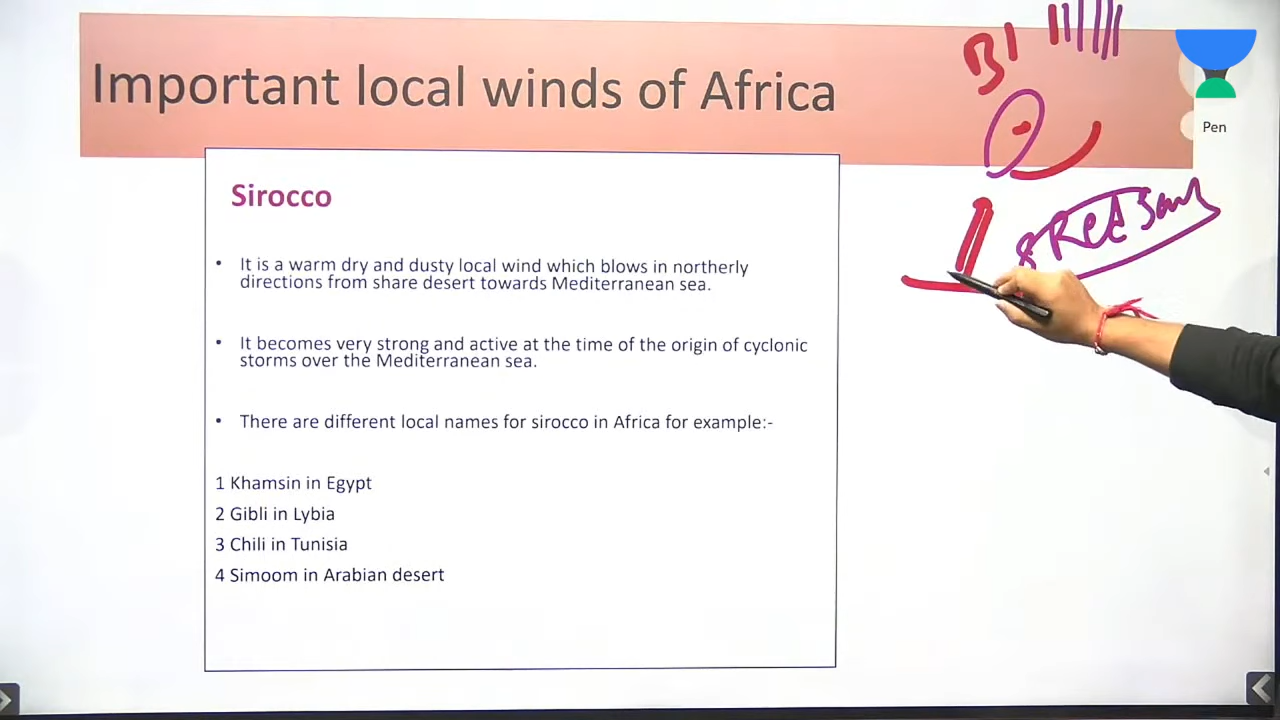 Important local winds of Africa
Pen
Sirocco
• It is a warm dry and dusty local wind which blows in northerly
directions from share desert towards Mediterranean sea.
• It becomes very strong and active at the time of the origin of cyclonic
storms over the Mediterranean sea.
• There are different local names for sirocco in Africa for example:-
1 Khamsin in Egypt
2 Gibli in Lybia
3 Chili in Tunisia
4 Simoom in Arabian desert
Red